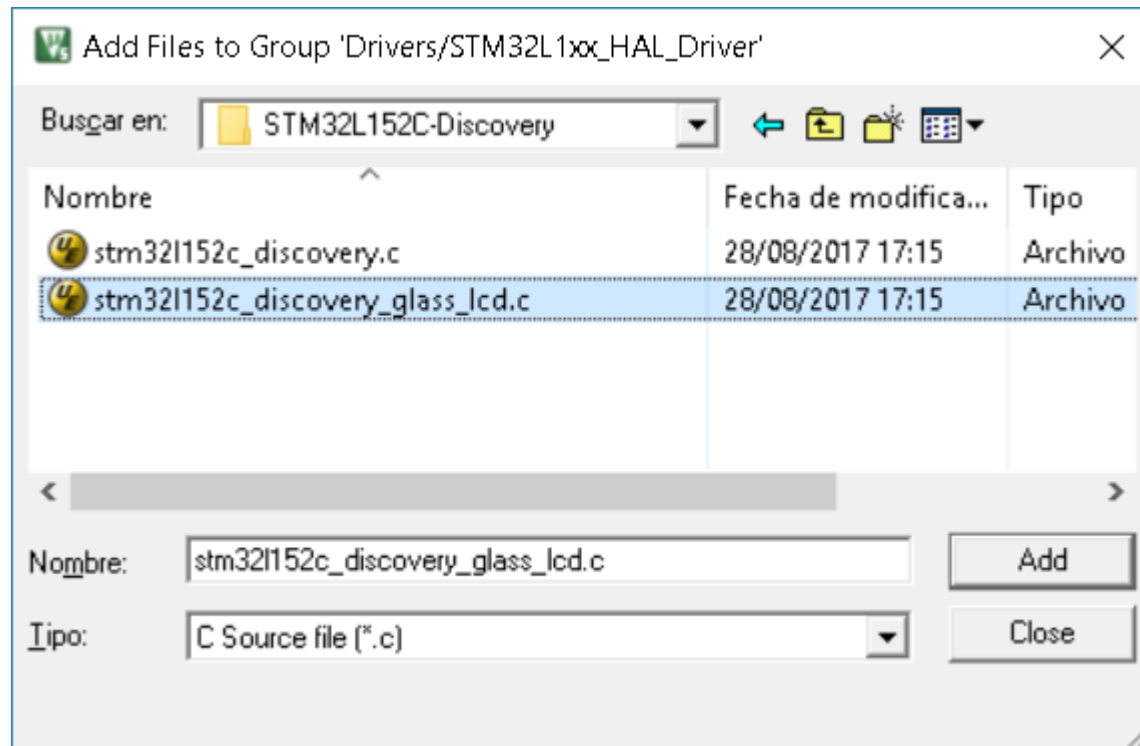 Add Files to Group 'Drivers/STM32L1xx_HAL_Driver'
Buscar en: STM32L152C-Discovery
Nombre Fecha de modifica... Tipo
stm32l152c_discovery.c 28/08/2017 17:15 Archivo
stm32l152c_discovery_glass_lcd.c 28/08/2017 17:15 Archivo
Nombre: stm32l152c_discovery_glass_lcd.c Add
Tipo: C Source file (*.c) Close